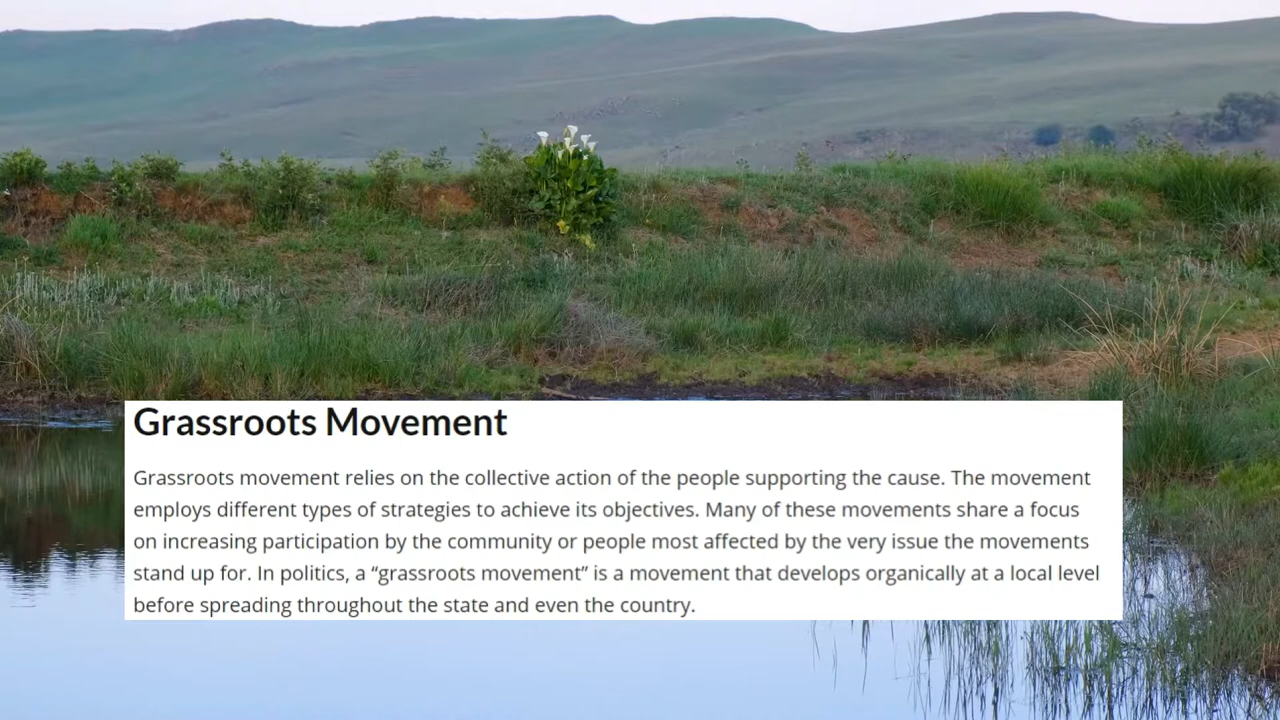 Grassroots Movement
Grassroots movement relies on the collective action of the people supporting the cause. The movement
employs different types of strategies to achieve its objectives. Many of these movements share a focus
on increasing participation by the community or people most affected by the very issue the movements
stand up for. In politics, a “grassroots movement” is a movement that develops organically at a local level
before spreading throughout the state and even the country.